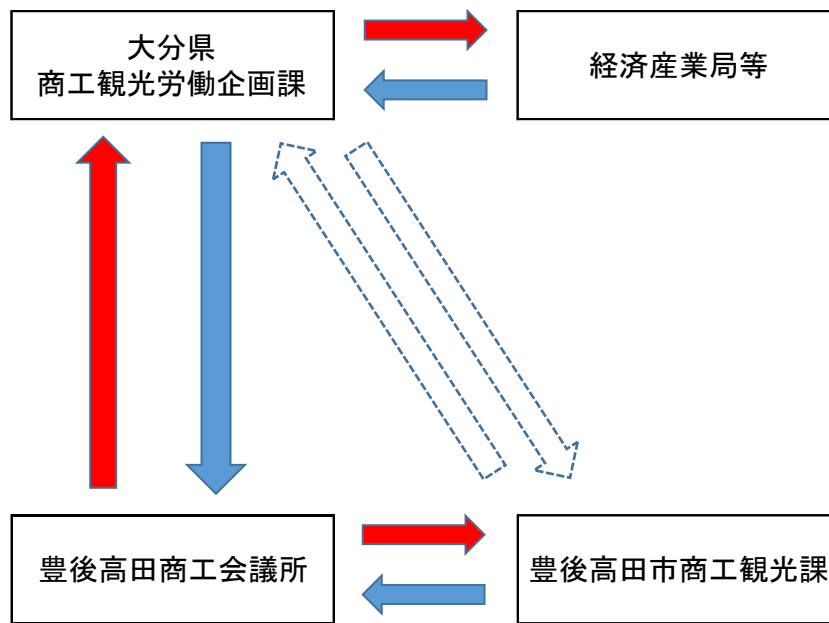 大分県
商工観光労働企画課
経済産業局等
豊後高田商工会議所
豊後高田市商工観光課